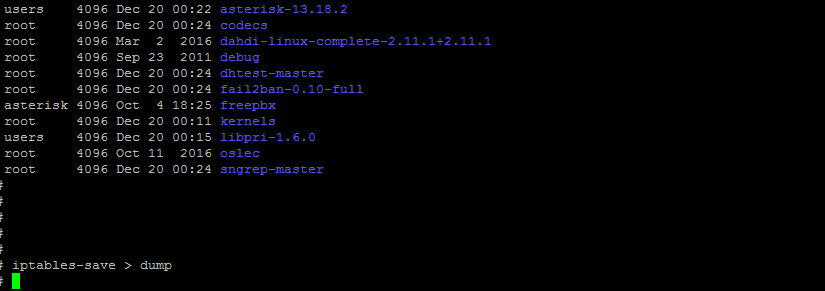 users 4096 Dec 20 00:22 asterisk-13.18.2
root 4096 Dec 20 00:24 codecs
root 4096 Mar 2 2016 dahdi-linux-complete-2.11.1+2.11.1
root 4096 Sep 23 2011 debug
root 4096 Dec 20 00:24 dhtest-master
root 4096 Dec 20 00:24 fail2ban-0.10-full
asterisk 4096 Oct 4 18:25 freepbx
root 4096 Dec 20 00:11 kernels
users 4096 Dec 20 00:15 libpri-1.6.0
root 4096 Oct 11 2016 oslec
root 4096 Dec 20 00:24 sngrep-master
#
#
#
#
#
# iptables-save > dump
#